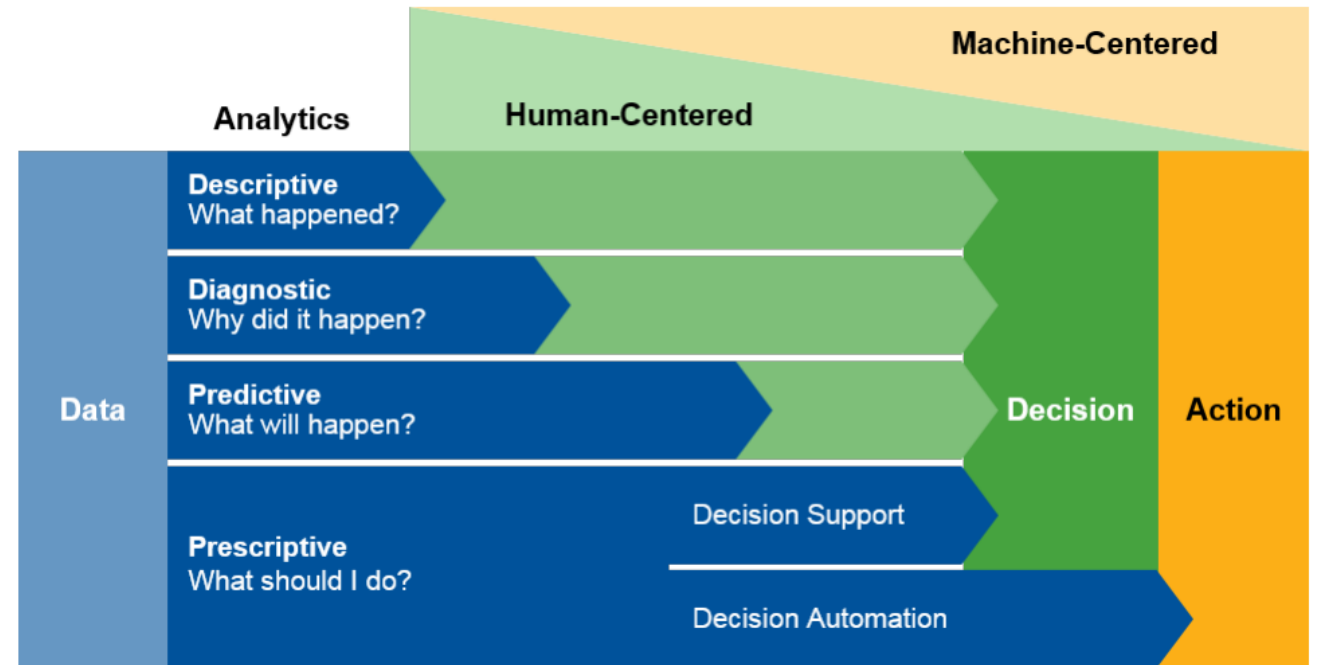 Machine-Centered
Human-Centered
Analytics
Descriptive
What happened?
Diagnostic
Why did it happen?
Data
Predictive
What will happen?
Decision
Action
Prescriptive
What should I do?
Decision Support
Decision Automation